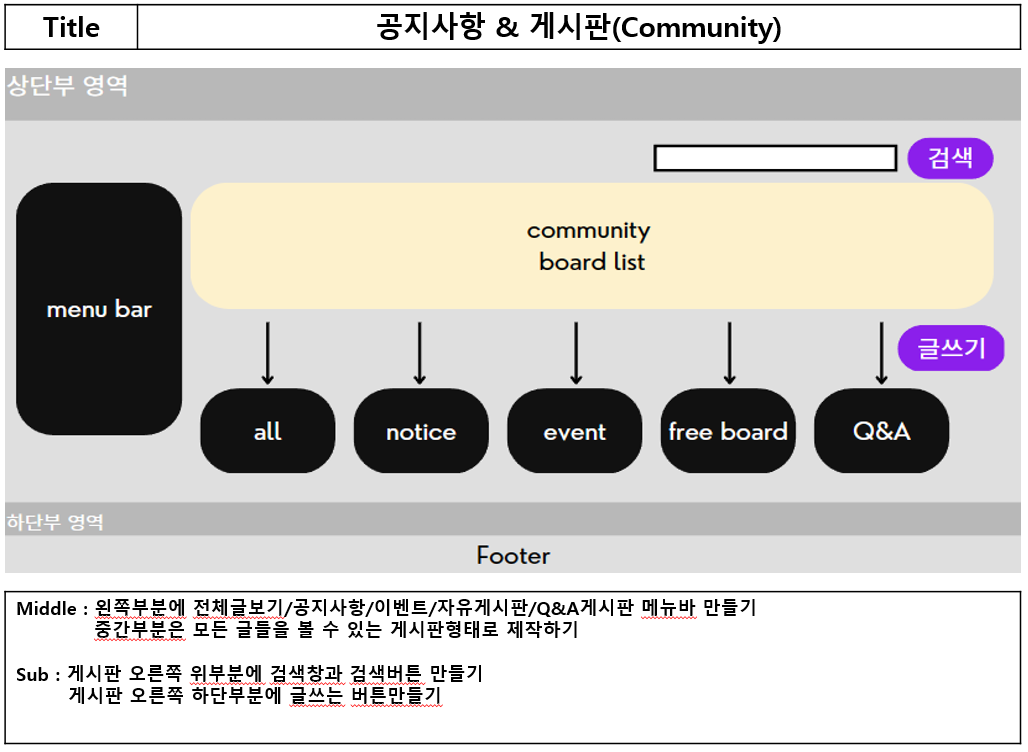 Title
공지사항 & 게시판(Community)
상단부 영역
검색
community
board list
menu bar
글쓰기
all
notice
event
free board
Q&A
하단부 영역
Footer
Middle : 왼쪽부분에 전체글보기/공지사항/이벤트/자유게시판/Q&A게시판 메뉴바 만들기
중간부분은 모든 글들을 볼 수 있는 게시판형태로 제작하기
Sub : 게시판 오른쪽 위부분에 검색창과 검색버튼 만들기
게시판 오른쪽 하단부분에 글쓰는 버튼만들기